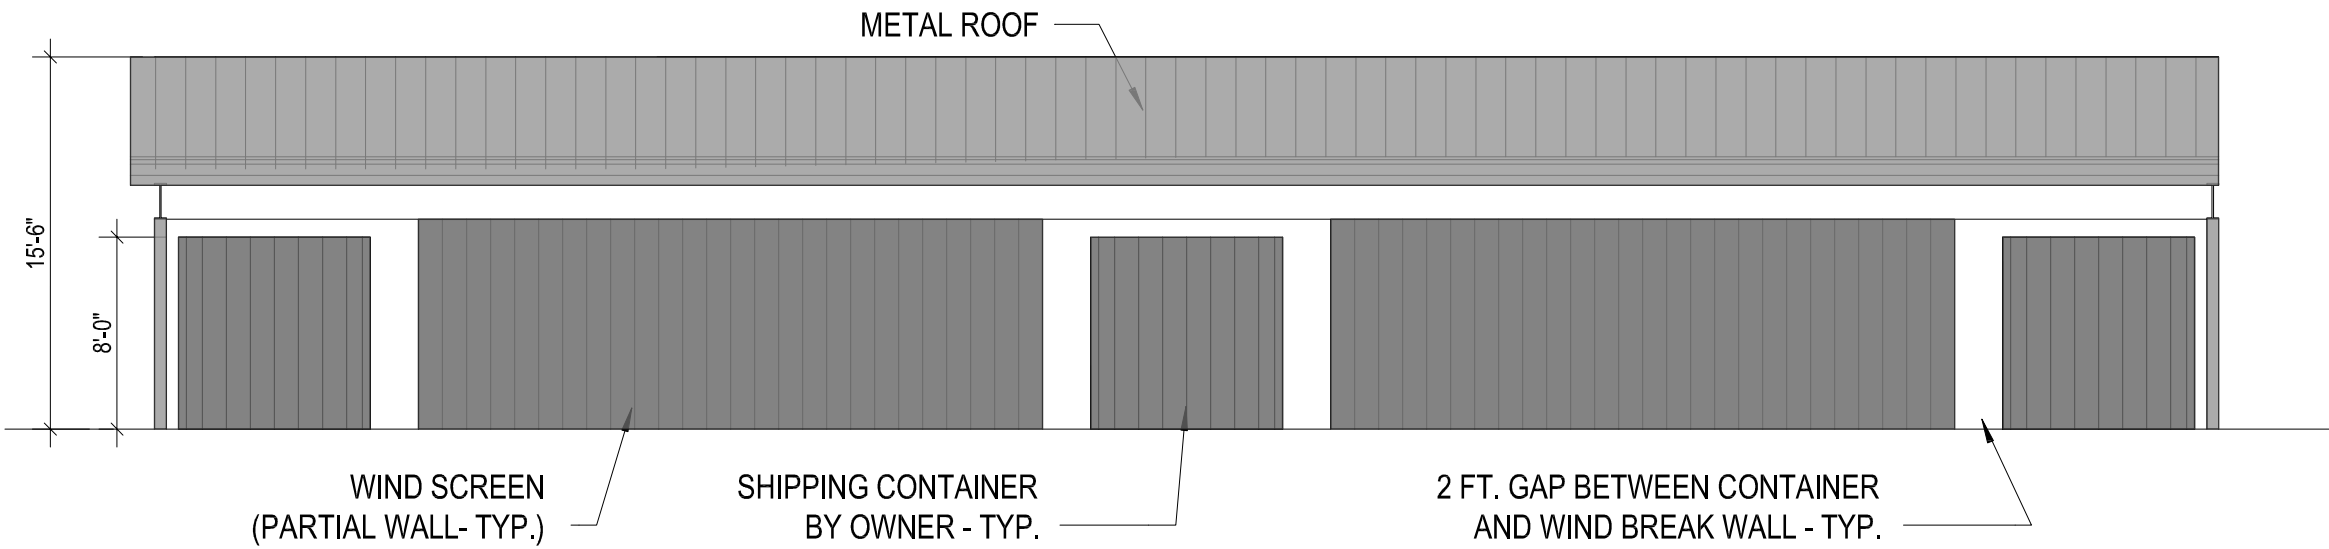 METAL ROOF
15'-6"
8'-0"
WIND SCREEN
(PARTIAL WALL- TYP.)
SHIPPING CONTAINER
BY OWNER - TYP.
2 FT. GAP BETWEEN CONTAINER
AND WIND BREAK WALL - TYP.